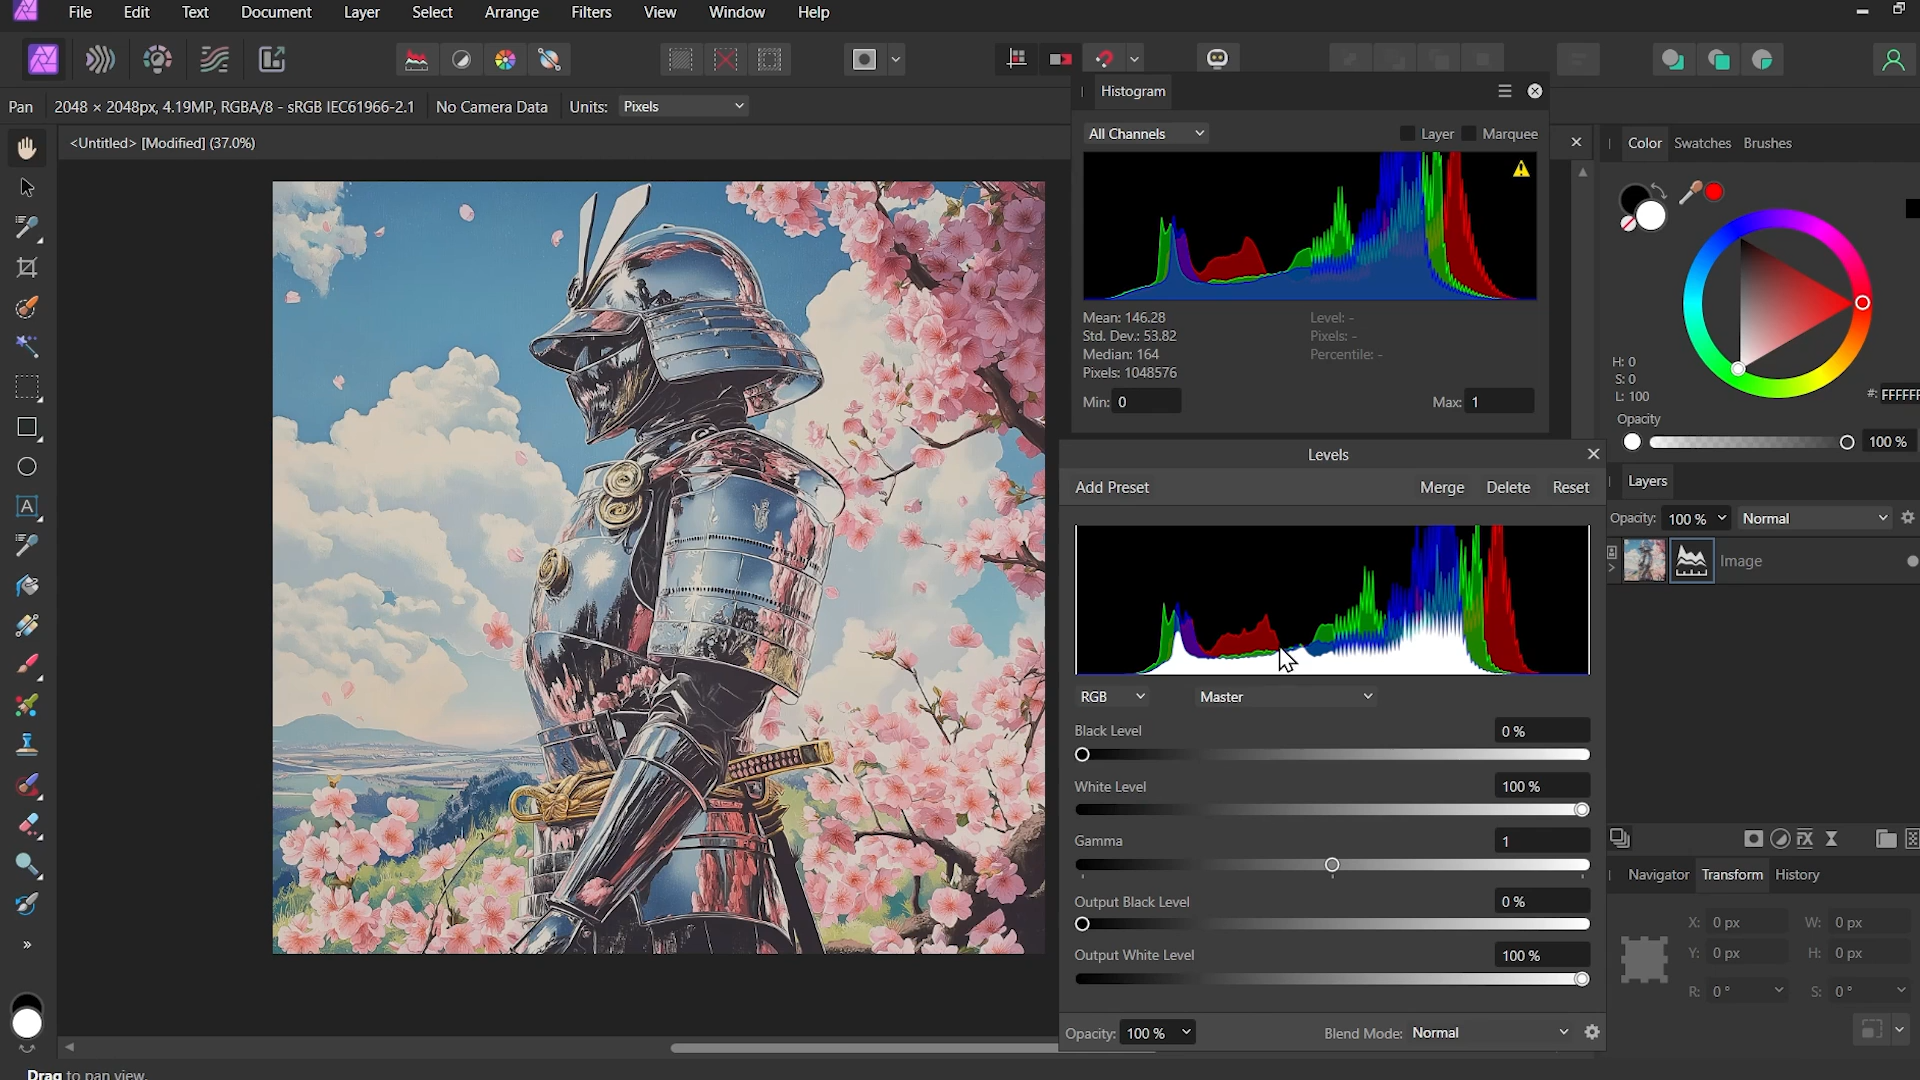 File Edit Text Document Layer Select Arrange Filters View Window Help
Pan 2048 × 2048px, 4.19MP, RGBA/8 - sRGB IEC61966-2.1 No Camera Data Units: Pixels
<Untitled> [Modified] (37.0%)
Histogram
All Channels Layer Marquee
Mean: 146.28 Level: -
Std. Dev.: 53.82 Pixels: -
Median: 164 Percentile: -
Pixels: 1048576
Min: 0 Max: 1
Levels
Add Preset Merge Delete Reset
RGB Master
Black Level 0 %
White Level 100 %
Gamma 1
Output Black Level 0 %
Output White Level 100 %
Opacity: 100 % Blend Mode: Normal
Color Swatches Brushes
H: 0
S: 0
L: 100 #: FFFFFF
Opacity
100 %
Layers
Opacity: 100 % Normal
Image
Navigator Transform History
X: 0 px W: 0 px
Y: 0 px H: 0 px
R: 0 ° S: 0 °
Drag to pan view.